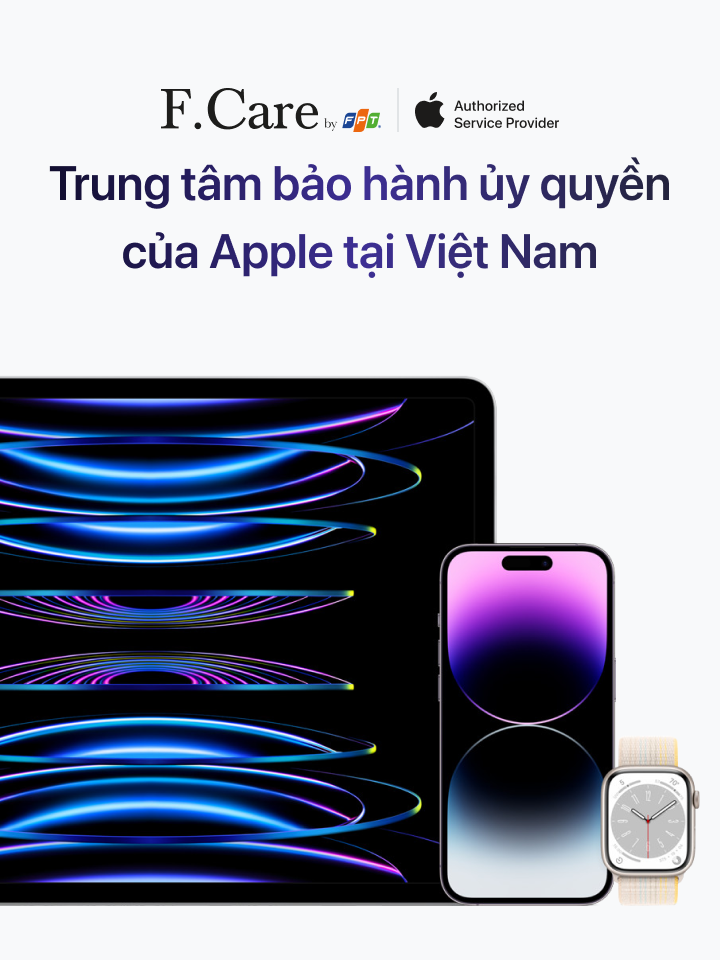 F.Care by FPT
Authorized
Service Provider
Trung tâm bảo hành ủy quyền
của Apple tại Việt Nam